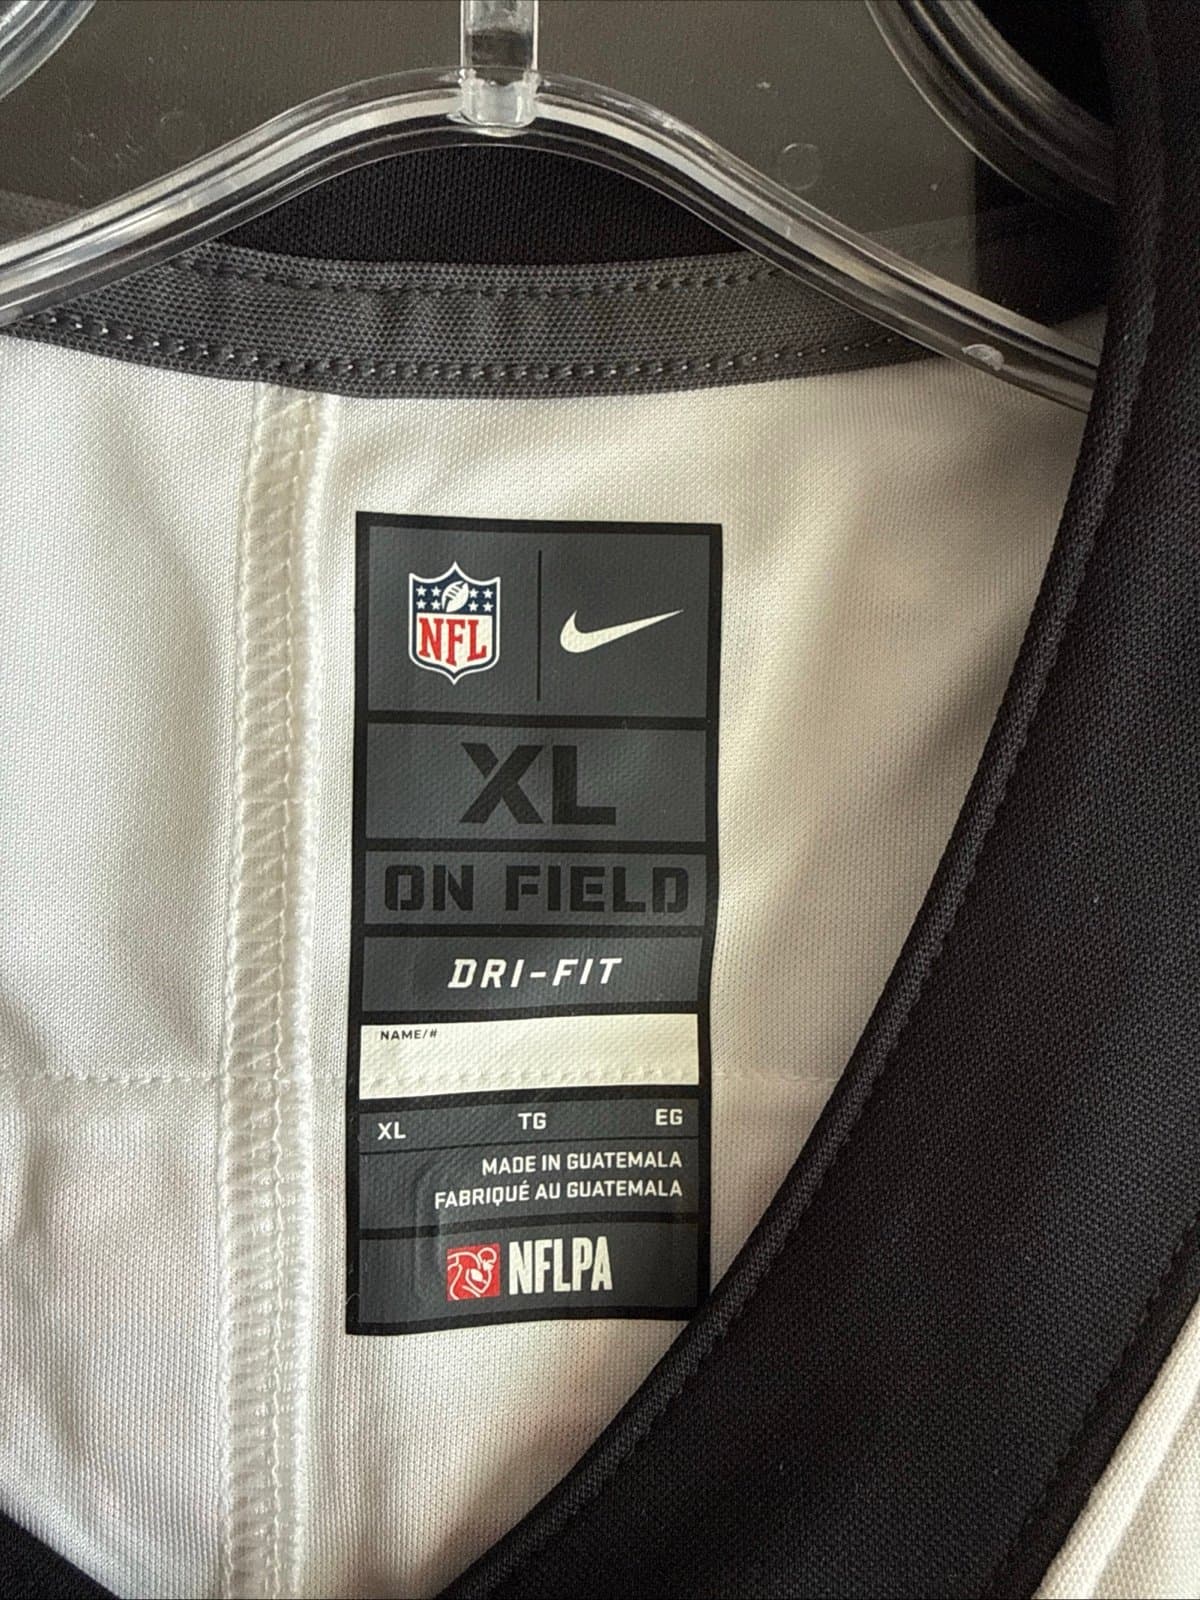 NFL
XL
ON FIELD
DRI-FIT
NAME/#
XL TG EG
MADE IN GUATEMALA
FABRIQUÉ AU GUATEMALA
NFLPA